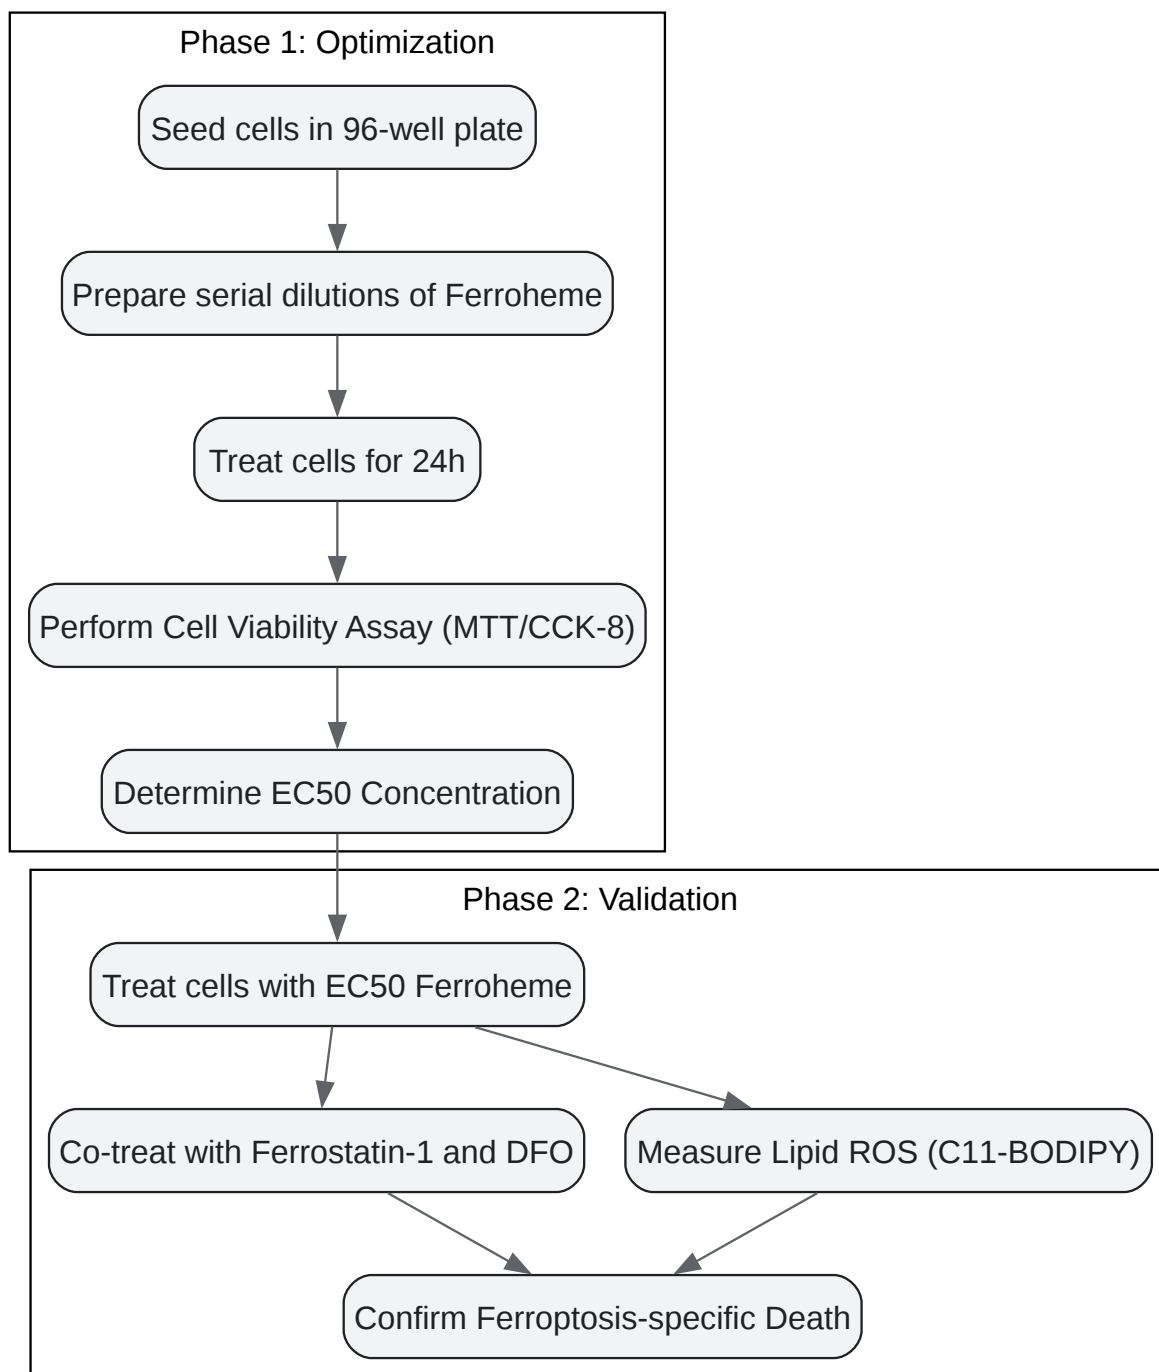 Phase 1: Optimization
Seed cells in 96-well plate
Prepare serial dilutions of Ferroheme
Treat cells for 24h
Perform Cell Viability Assay (MTT/CCK-8)
Determine EC50 Concentration
Phase 2: Validation
Treat cells with EC50 Ferroheme
Co-treat with Ferrostatin-1 and DFO
Measure Lipid ROS (C11-BODIPY)
Confirm Ferroptosis-specific Death